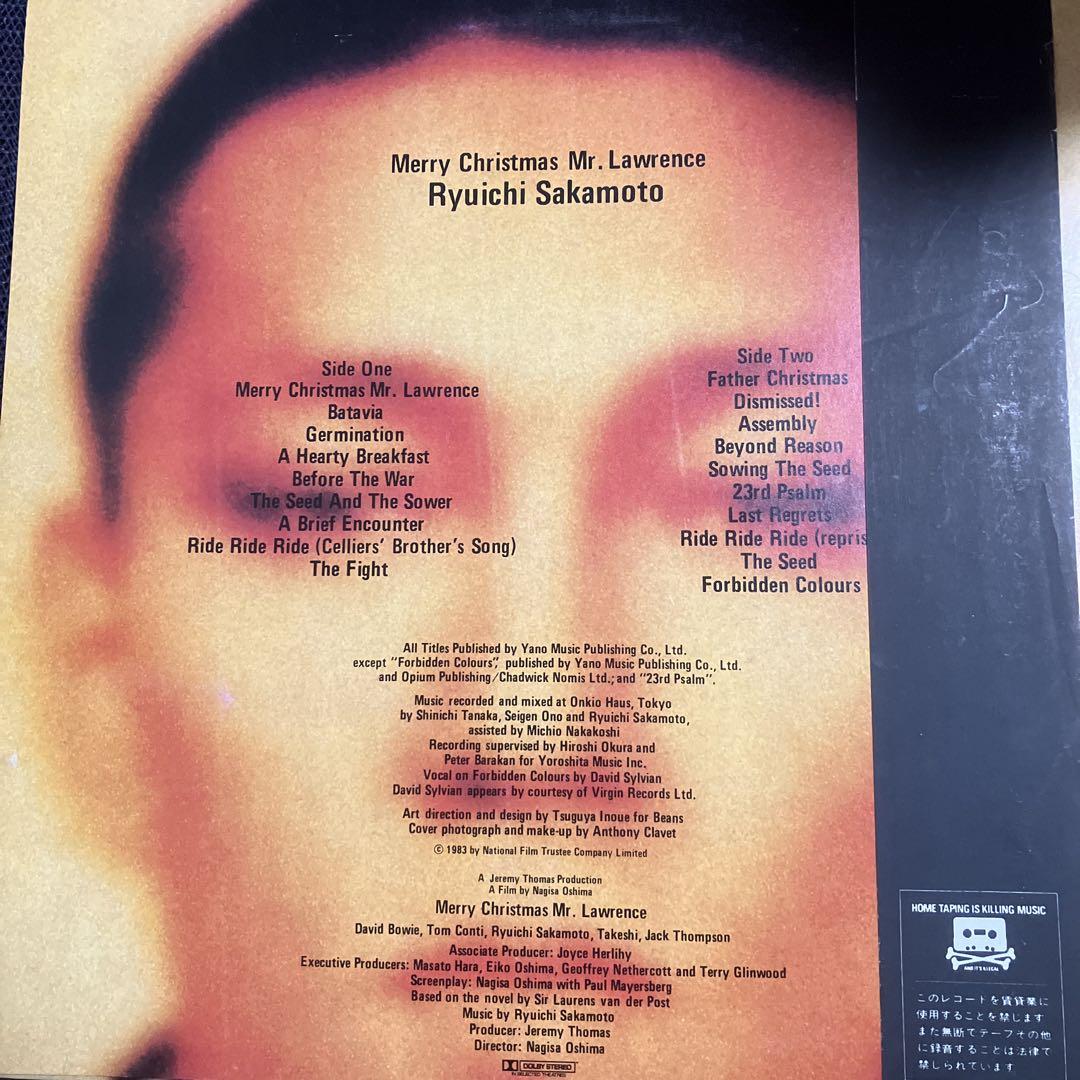 Merry Christmas Mr. Lawrence
Ryuichi Sakamoto
Side One
Merry Christmas Mr. Lawrence
Batavia
Germination
A Hearty Breakfast
Before The War
The Seed And The Sower
A Brief Encounter
Ride Ride Ride (Celliers' Brother's Song)
The Fight
Side Two
Father Christmas
Dismissed!
Assembly
Beyond Reason
Sowing The Seed
23rd Psalm
Last Regrets
Ride Ride Ride (repris
The Seed
Forbidden Colours
All Titles Published by Yano Music Publishing Co., Ltd.
except "Forbidden Colours", published by Yano Music Publishing Co., Ltd.
and Opium Publishing/Chadwick Nomis Ltd.; and "23rd Psalm".
Music recorded and mixed at Onkio Haus, Tokyo
by Shinichi Tanaka, Seigen Ono and Ryuichi Sakamoto,
assisted by Michio Nakakoshi
Recording supervised by Hiroshi Okura and
Peter Barakan for Yoroshita Music Inc.
Vocal on Forbidden Colours by David Sylvian
David Sylvian appears by courtesy of Virgin Records Ltd.
Art direction and design by Tsuguya Inoue for Beans
Cover photograph and make-up by Anthony Clavet
© 1983 by National Film Trustee Company Limited
A Jeremy Thomas Production
A Film by Nagisa Oshima
Merry Christmas Mr. Lawrence
David Bowie, Tom Conti, Ryuichi Sakamoto, Takeshi, Jack Thompson
Associate Producer: Joyce Herlihy
Executive Producers: Masato Hara, Eiko Oshima, Geoffrey Nethercott and Terry Glinwood
Screenplay: Nagisa Oshima with Paul Mayersberg
Based on the novel by Sir Laurens van der Post
Music by Ryuichi Sakamoto
Producer: Jeremy Thomas
Director: Nagisa Oshima
DOLBY STEREO
IN SELECTED THEATRES
HOME TAPING IS KILLING MUSIC
AND IT'S ILLEGAL
このレコードを賃貸業に
使用することを禁じます
また無断でテープその他
に録音することは法律で
禁じられています